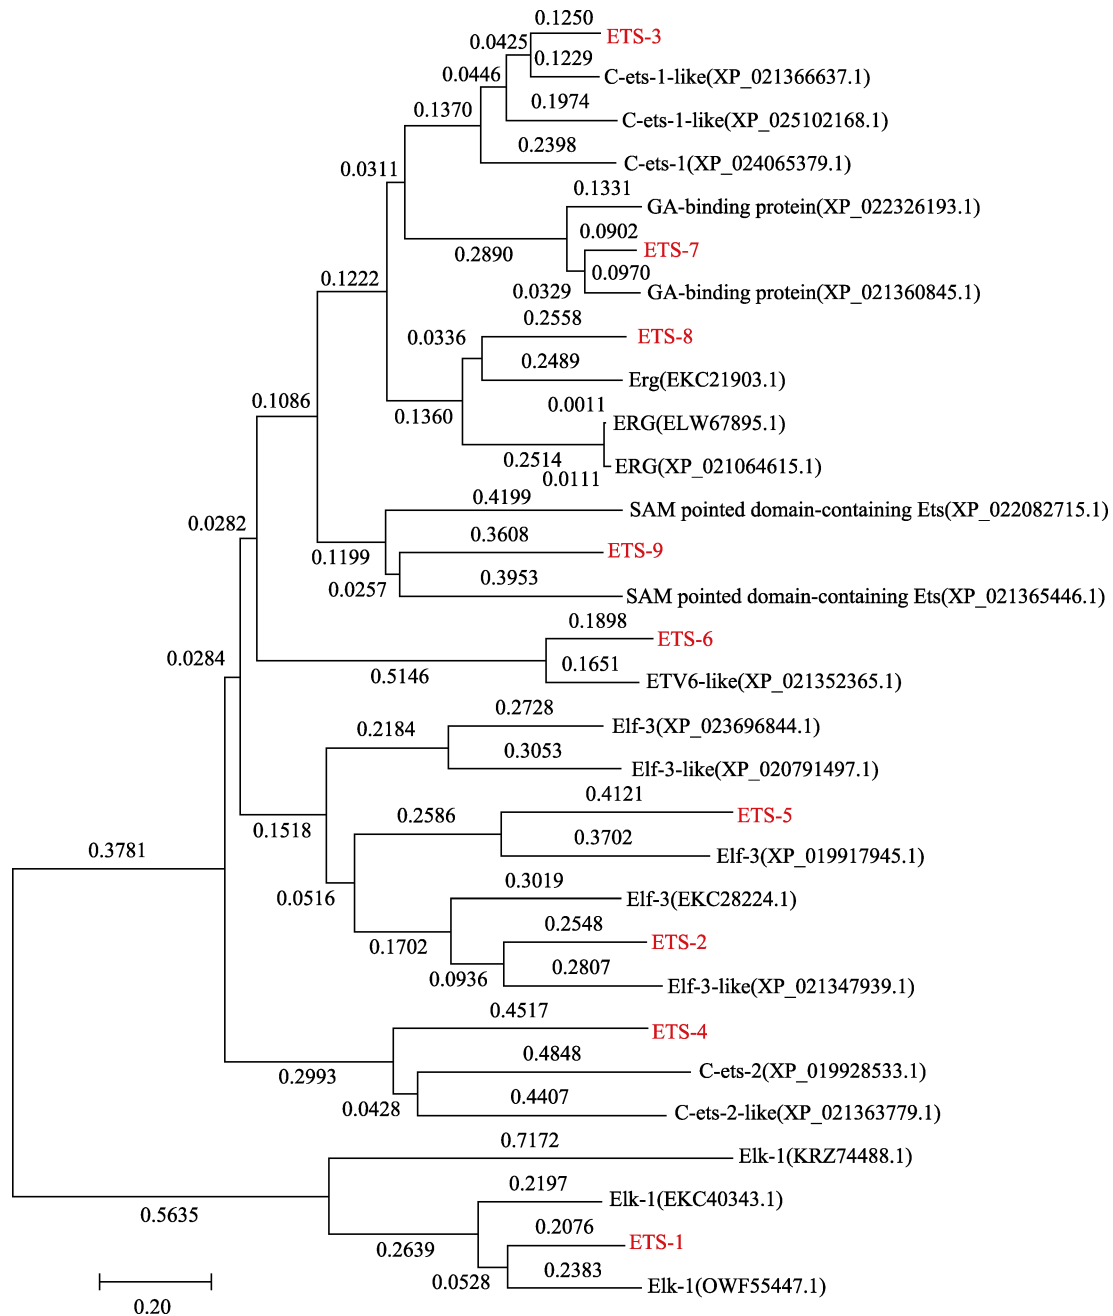 0.1250
ETS-3
0.0425
0.1229
0.0446
C-ets-1-like(XP_021366637.1)
0.1974
0.1370
C-ets-1-like(XP_025102168.1)
0.2398
C-ets-1(XP_024065379.1)
0.0311
0.1331
GA-binding protein(XP_022326193.1)
0.0902
ETS-7
0.2890
0.0970
0.0329
GA-binding protein(XP_021360845.1)
0.1222
0.2558
0.0336
ETS-8
0.2489
Erg(EKC21903.1)
0.1086
0.0011
0.1360
ERG(ELW67895.1)
0.2514
ERG(XP_021064615.1)
0.0111
0.4199
SAM pointed domain-containing Ets(XP_022082715.1)
0.0282
0.3608
ETS-9
0.1199
0.3953
0.0257
SAM pointed domain-containing Ets(XP_021365446.1)
0.1898
ETS-6
0.0284
0.1651
0.5146
ETV6-like(XP_021352365.1)
0.2728
0.2184
Elf-3(XP_023696844.1)
0.3053
Elf-3-like(XP_020791497.1)
0.4121
0.2586
ETS-5
0.1518
0.3702
0.3781
Elf-3(XP_019917945.1)
0.3019
0.0516
Elf-3(EKC28224.1)
0.2548
0.1702
ETS-2
0.2807
0.0936
Elf-3-like(XP_021347939.1)
0.4517
ETS-4
0.4848
0.2993
C-ets-2(XP_019928533.1)
0.4407
0.0428
C-ets-2-like(XP_021363779.1)
0.7172
Elk-1(KRZ74488.1)
0.2197
Elk-1(EKC40343.1)
0.5635
0.2076
ETS-1
0.2639
0.2383
0.0528
Elk-1(OWF55447.1)
0.20